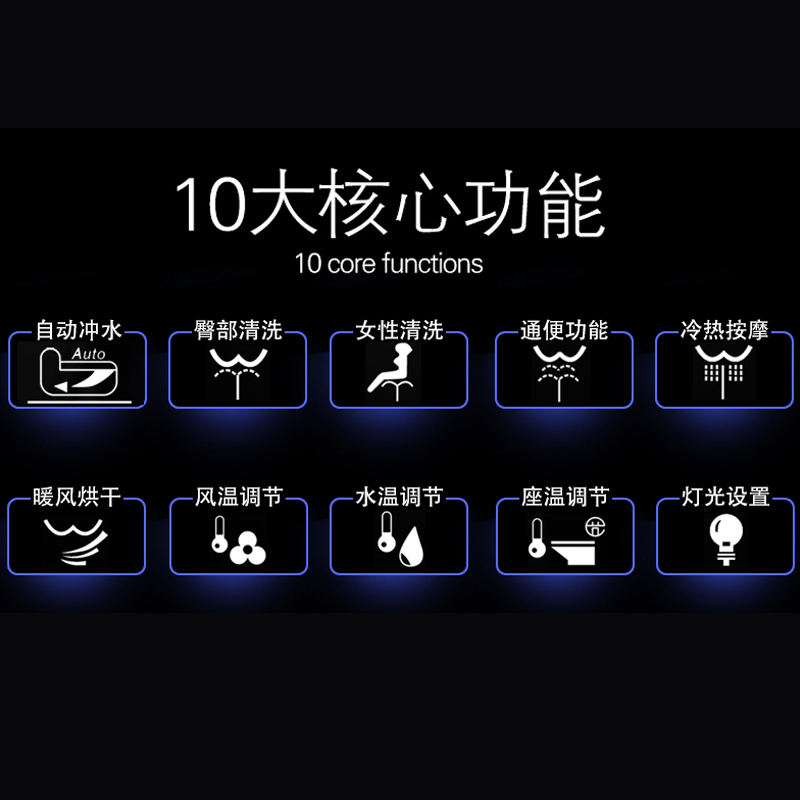 10大核心功能
10 core functions
自动冲水
臀部清洗
女性清洗
通便功能
冷热按摩
Auto
暖风烘干
风温调节
水温调节
座温调节
灯光设置